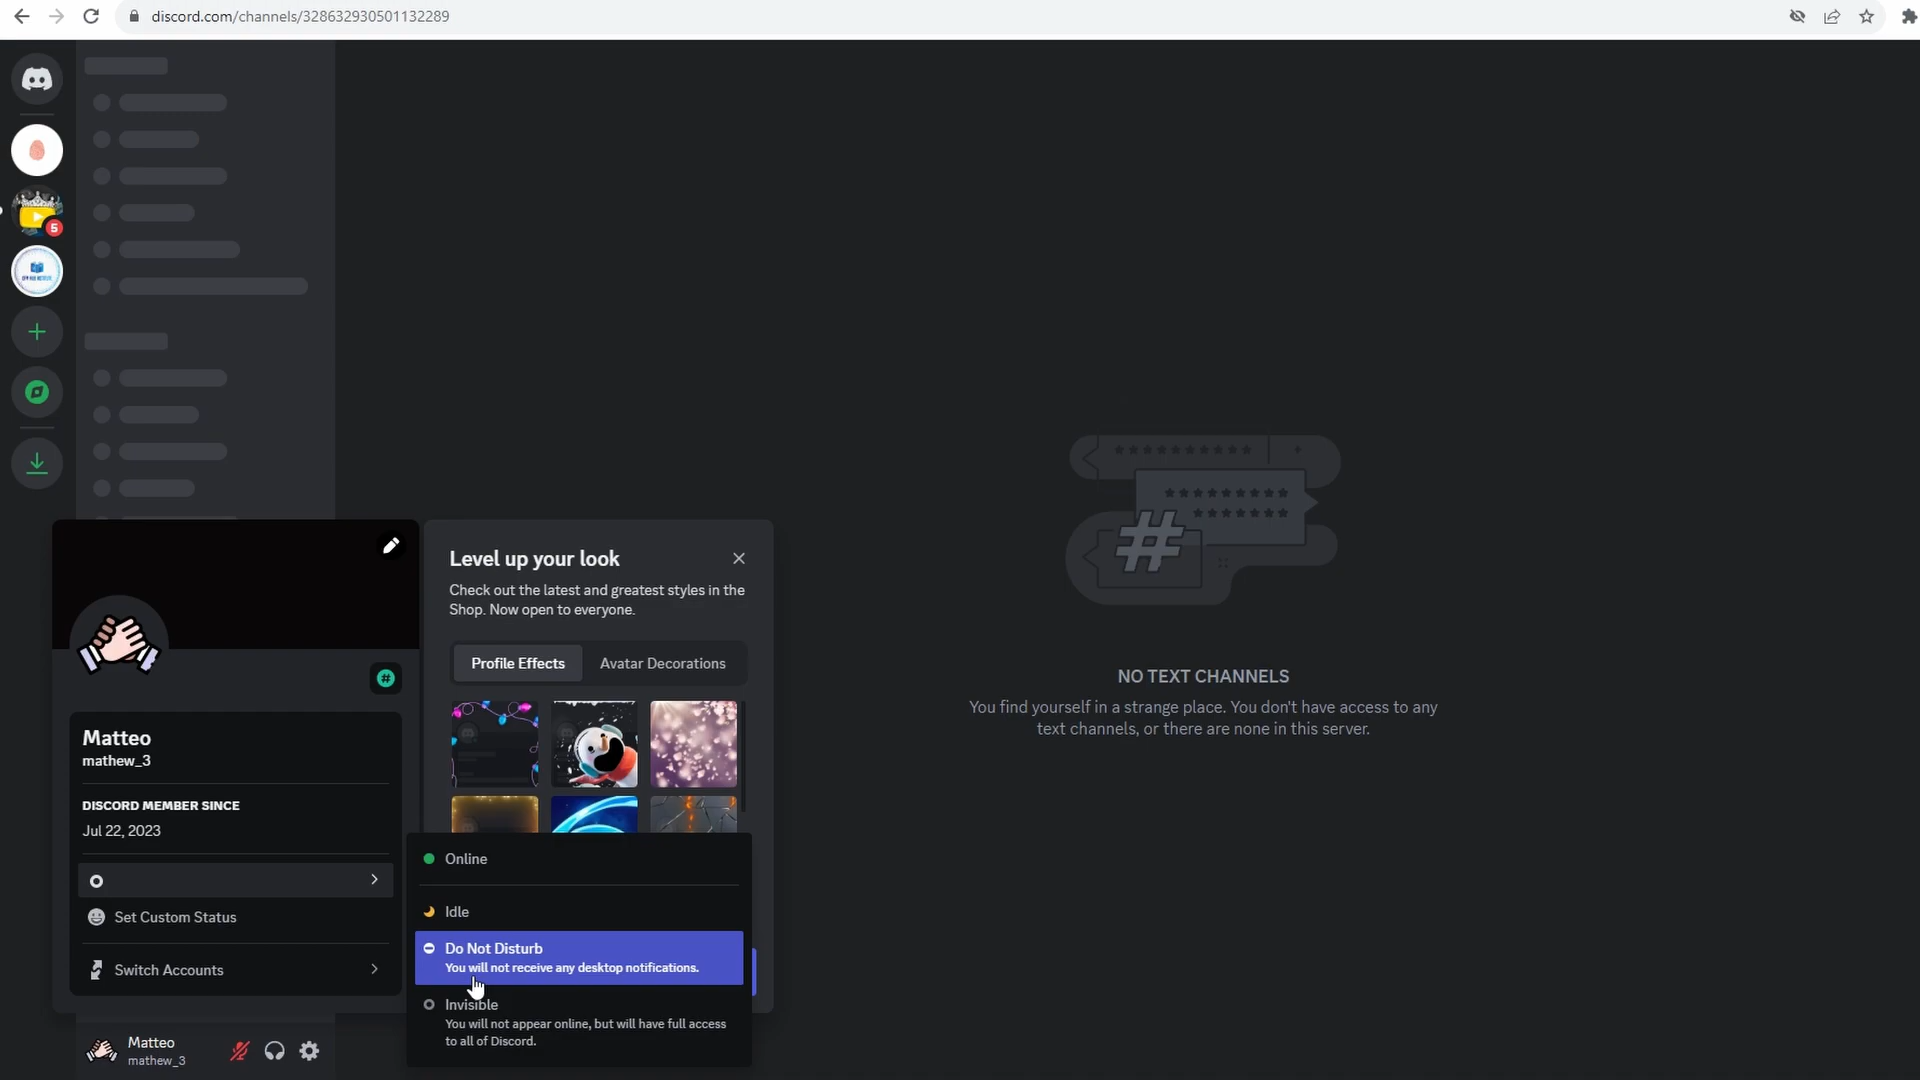 discord.com/channels/328632930501132289
5
Level up your look
Check out the latest and greatest styles in the
Shop. Now open to everyone.
Profile Effects
Avatar Decorations
Matteo
mathew_3
DISCORD MEMBER SINCE
Jul 22, 2023
Set Custom Status
Switch Accounts
Online
Idle
Do Not Disturb
You will not receive any desktop notifications.
Invisible
You will not appear online, but will have full access
to all of Discord.
Matteo
mathew_3
NO TEXT CHANNELS
You find yourself in a strange place. You don't have access to any
text channels, or there are none in this server.